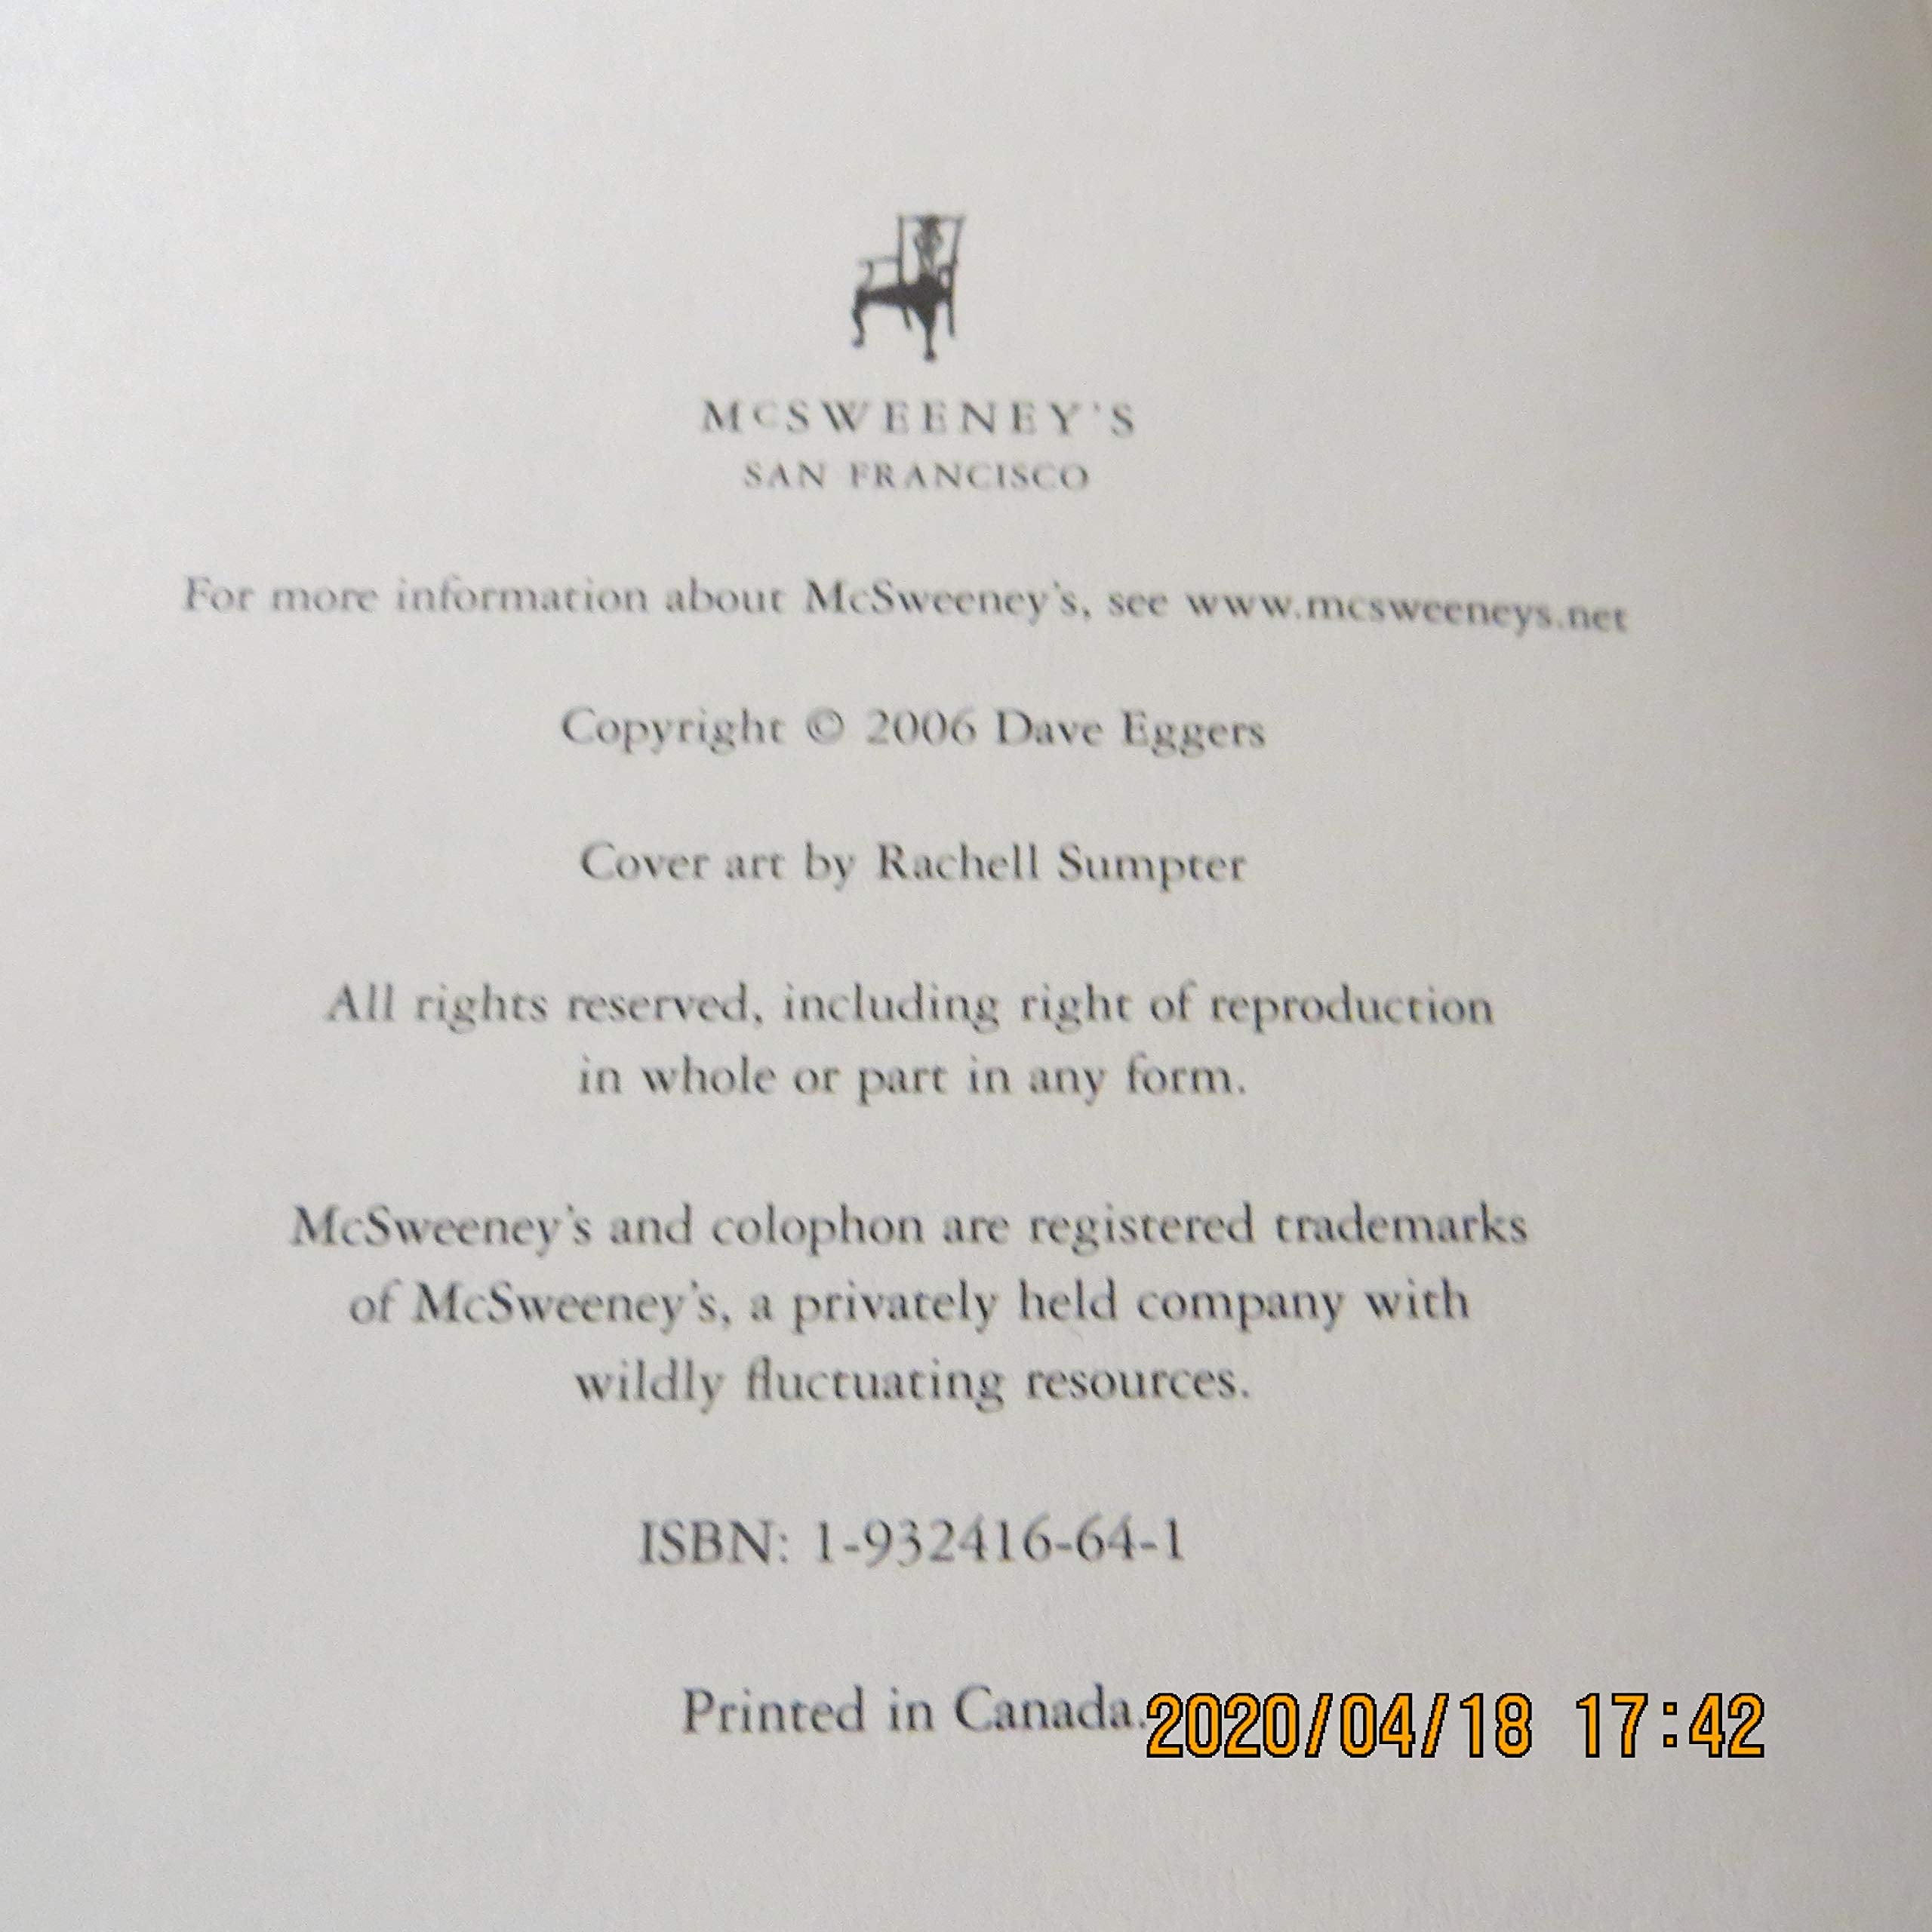 MCSWEENEY'S
SAN FRANCISCO
For more information about McSweeney's, see www.mcsweeneys.net
Copyright © 2006 Dave Eggers
Cover art by Rachell Sumpter
All rights reserved, including right of reproduction
in whole or part in any form.
McSweeney's and colophon are registered trademarks
of McSweeney's, a privately held company with
wildly fluctuating resources.
ISBN: 1-932416-64-1
Printed in Canada.
2020/04/18 17:42